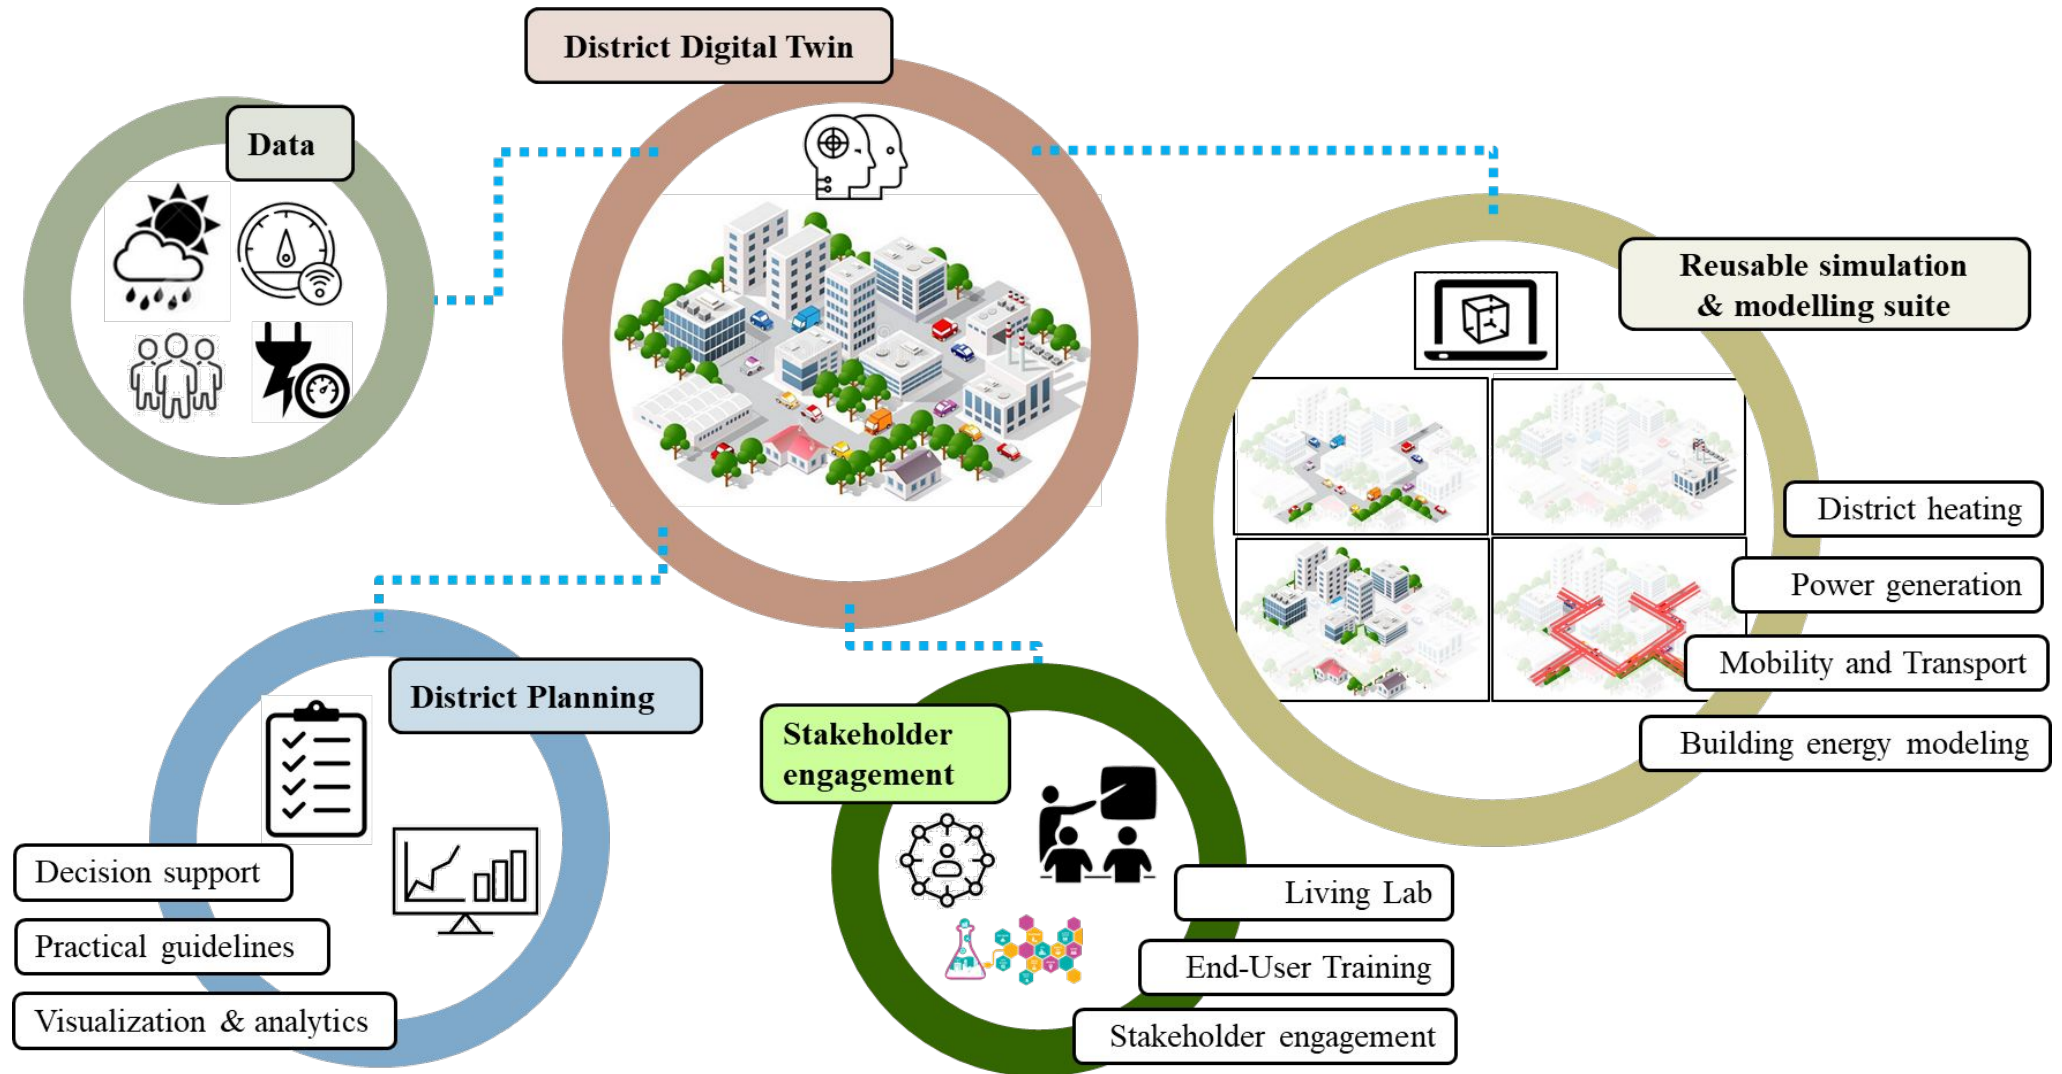 District Digital Twin
Data
Reusable simulation
& modelling suite
District heating
Power generation
Mobility and Transport
Building energy modeling
District Planning
Decision support
Practical guidelines
Visualization & analytics
Stakeholder
engagement
Living Lab
End-User Training
Stakeholder engagement